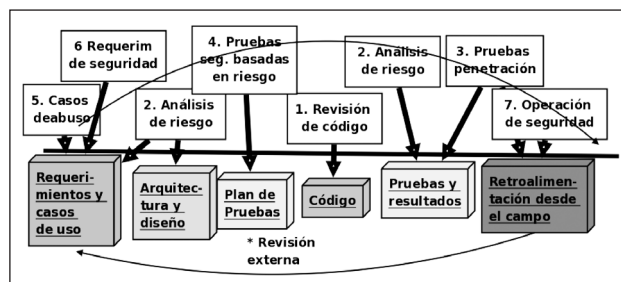 6 Requerim
de seguridad
4. Pruebas
seg. basadas
en riesgo
2. Análisis
de riesgo
3. Pruebas
penetración
5. Casos
deabuso
2. Análisis
de riesgo
1. Revisión
de código
7. Operación
de seguridad
Requeri-
mientos y
casos
de uso
Arquitec-
tura y
diseño
Plan de
Pruebas
Código
Pruebas y
resultados
Retroalimen-
tación desde
el campo
* Revisión
externa